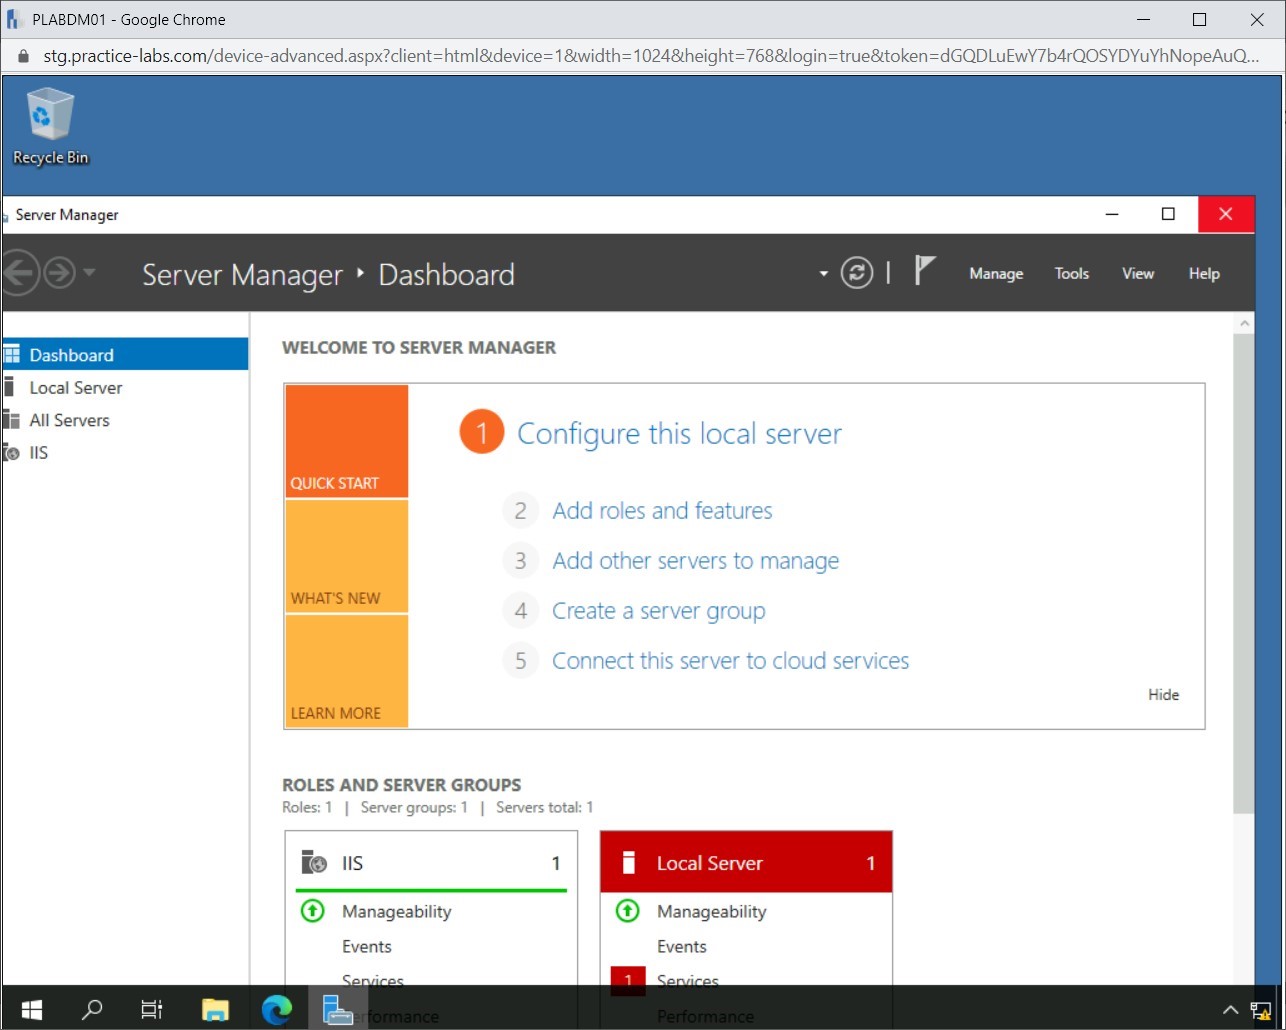 PLABDM01 - Google Chrome
stg.practice-labs.com/device-advanced.aspx?client=html&device=1&width=1024&height=768&login=true&token=dGQDLuEwY7b4rQOSYDYuYhNopeAuQ...
Recycle Bin
Server Manager
Server Manager Dashboard
Manage Tools View Help
Dashboard
Local Server
All Servers
IIS
WELCOME TO SERVER MANAGER
QUICK START
WHAT'S NEW
LEARN MORE
1 Configure this local server
2 Add roles and features
3 Add other servers to manage
4 Create a server group
5 Connect this server to cloud services
Hide
ROLES AND SERVER GROUPS
Roles: 1 | Server groups: 1 | Servers total: 1
IIS 1
Manageability
Events
Services
Performance
Local Server 1
Manageability
Events
1 Services
Performance